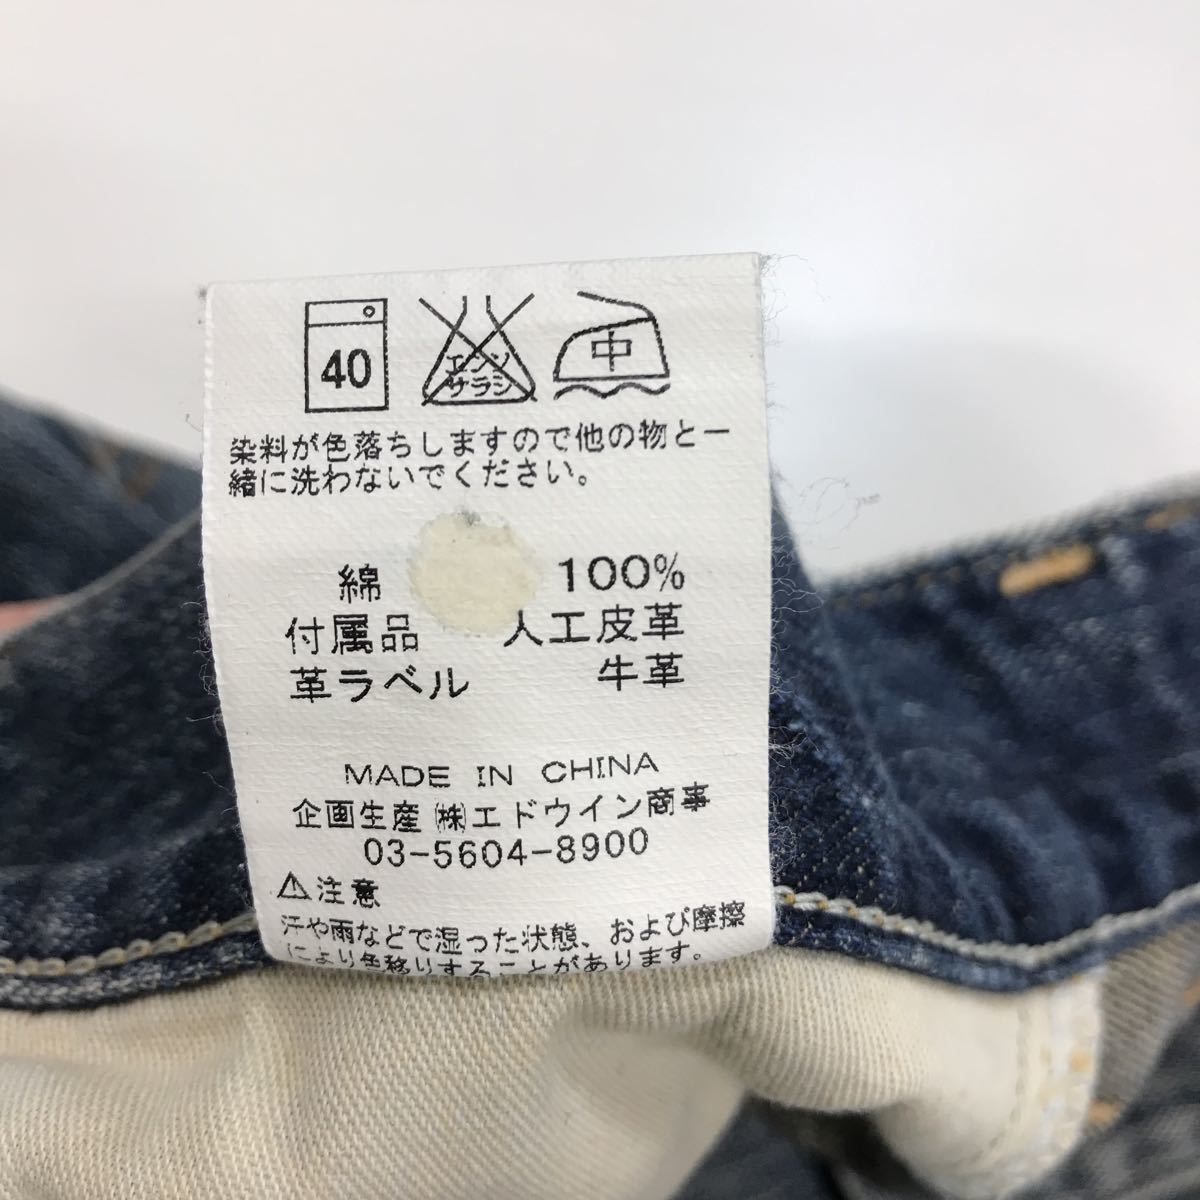 40
エンソ
サラシ
中
染料が色落ちしますので他の物と一
緒に洗わないでください。
綿 100%
付属品 人工皮革
革ラベル 牛革
MADE IN CHINA
企画生産 ㈱エドウイン商事
03-5604-8900
⚠注意
汗や雨などで湿った状態、および摩擦
により色移りすることがあります。